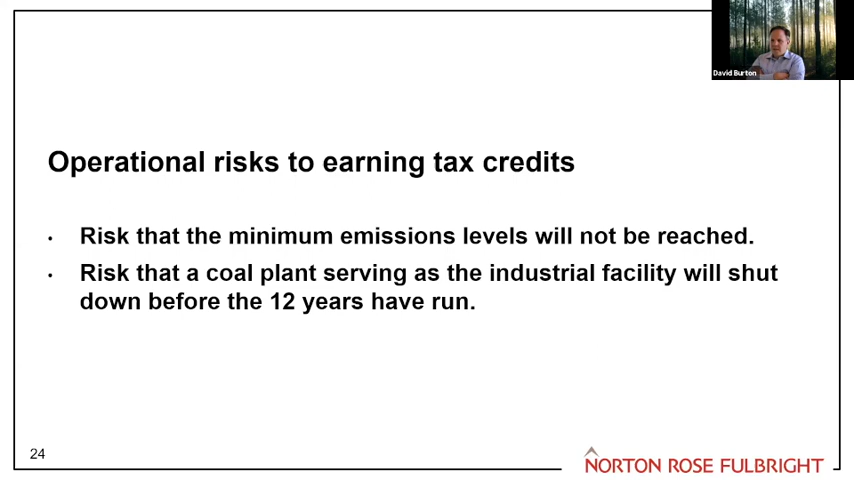 David Burton
Operational risks to earning tax credits
• Risk that the minimum emissions levels will not be reached.
• Risk that a coal plant serving as the industrial facility will shut
down before the 12 years have run.
24
NORTON ROSE FULBRIGHT